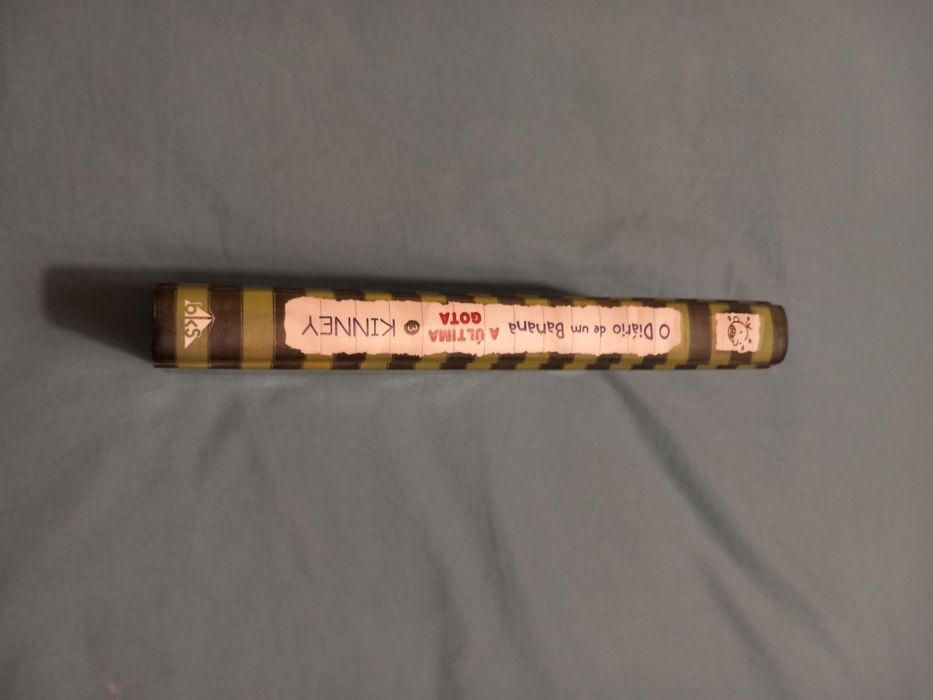 O Diário de um Banana
A ÚLTIMA
GOTA
3
KINNEY